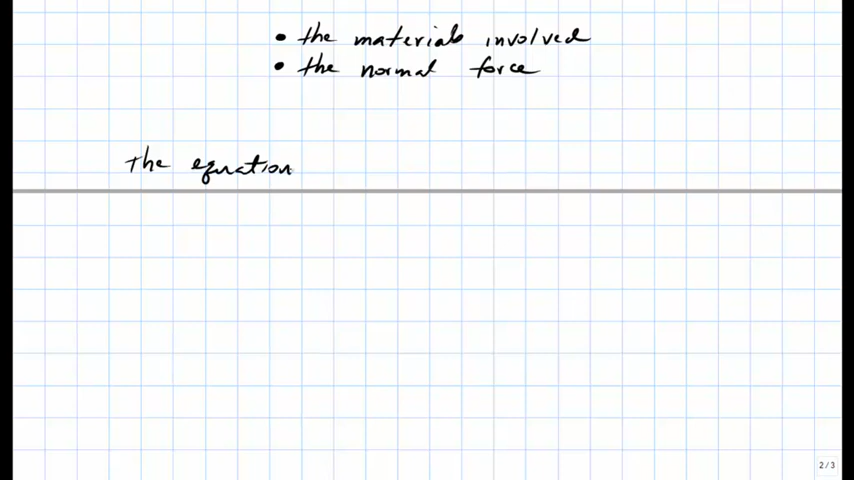 • the materials involved
• the normal force
The equation
2/3